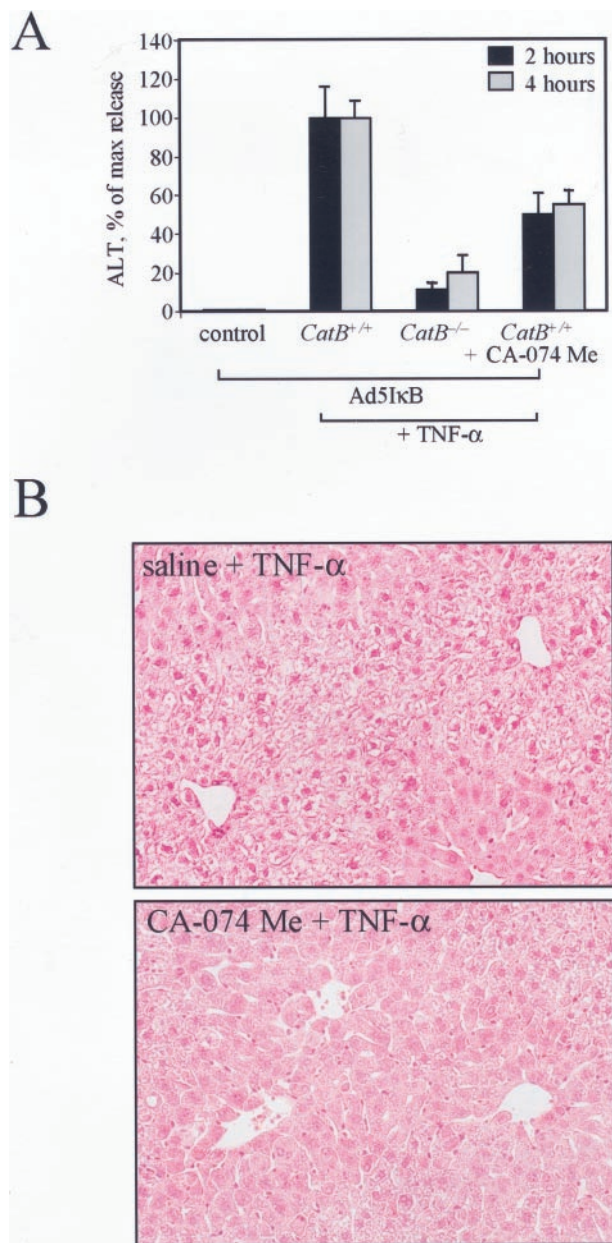 A
140
120
100
80
60
40
20
0
ALT, % of max release
2 hours
4 hours
control CatB+/+ CatB–/– CatB+/+
+ CA-074 Me
Ad5IκB
+ TNF-α
B
saline + TNF-α
CA-074 Me + TNF-α